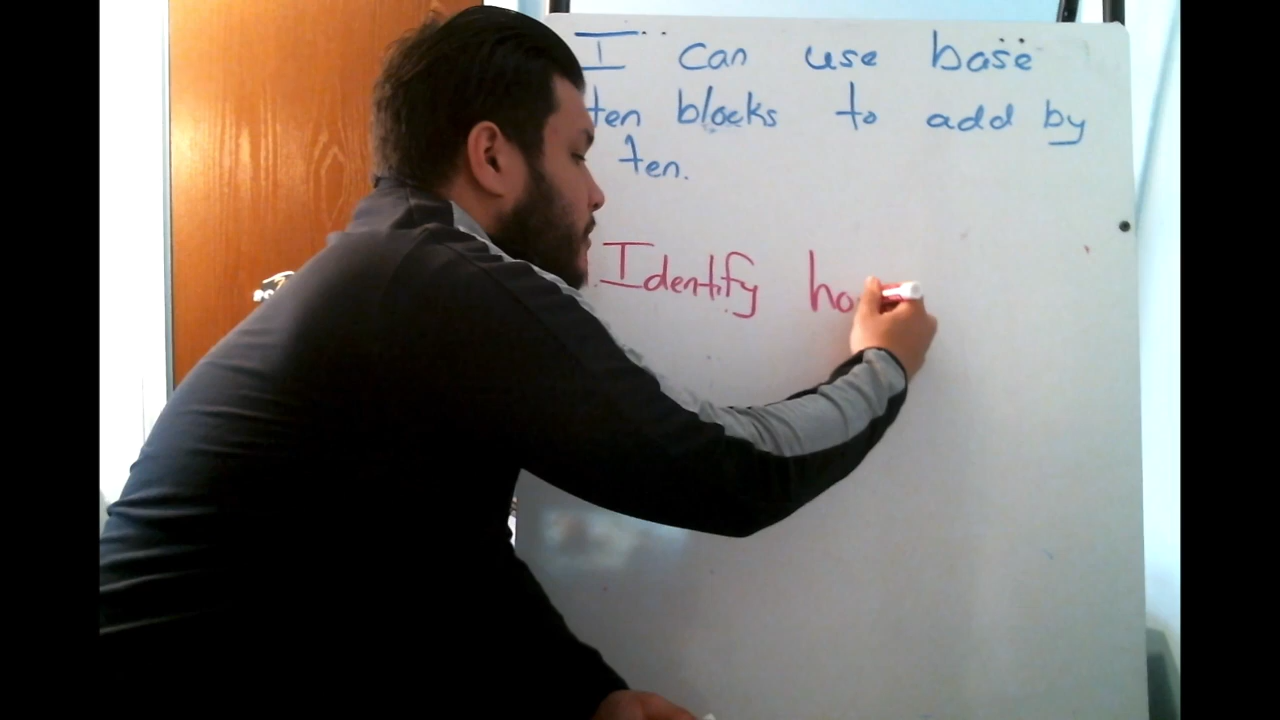 I can use base
ten blocks to add by
ten.
Identify ho